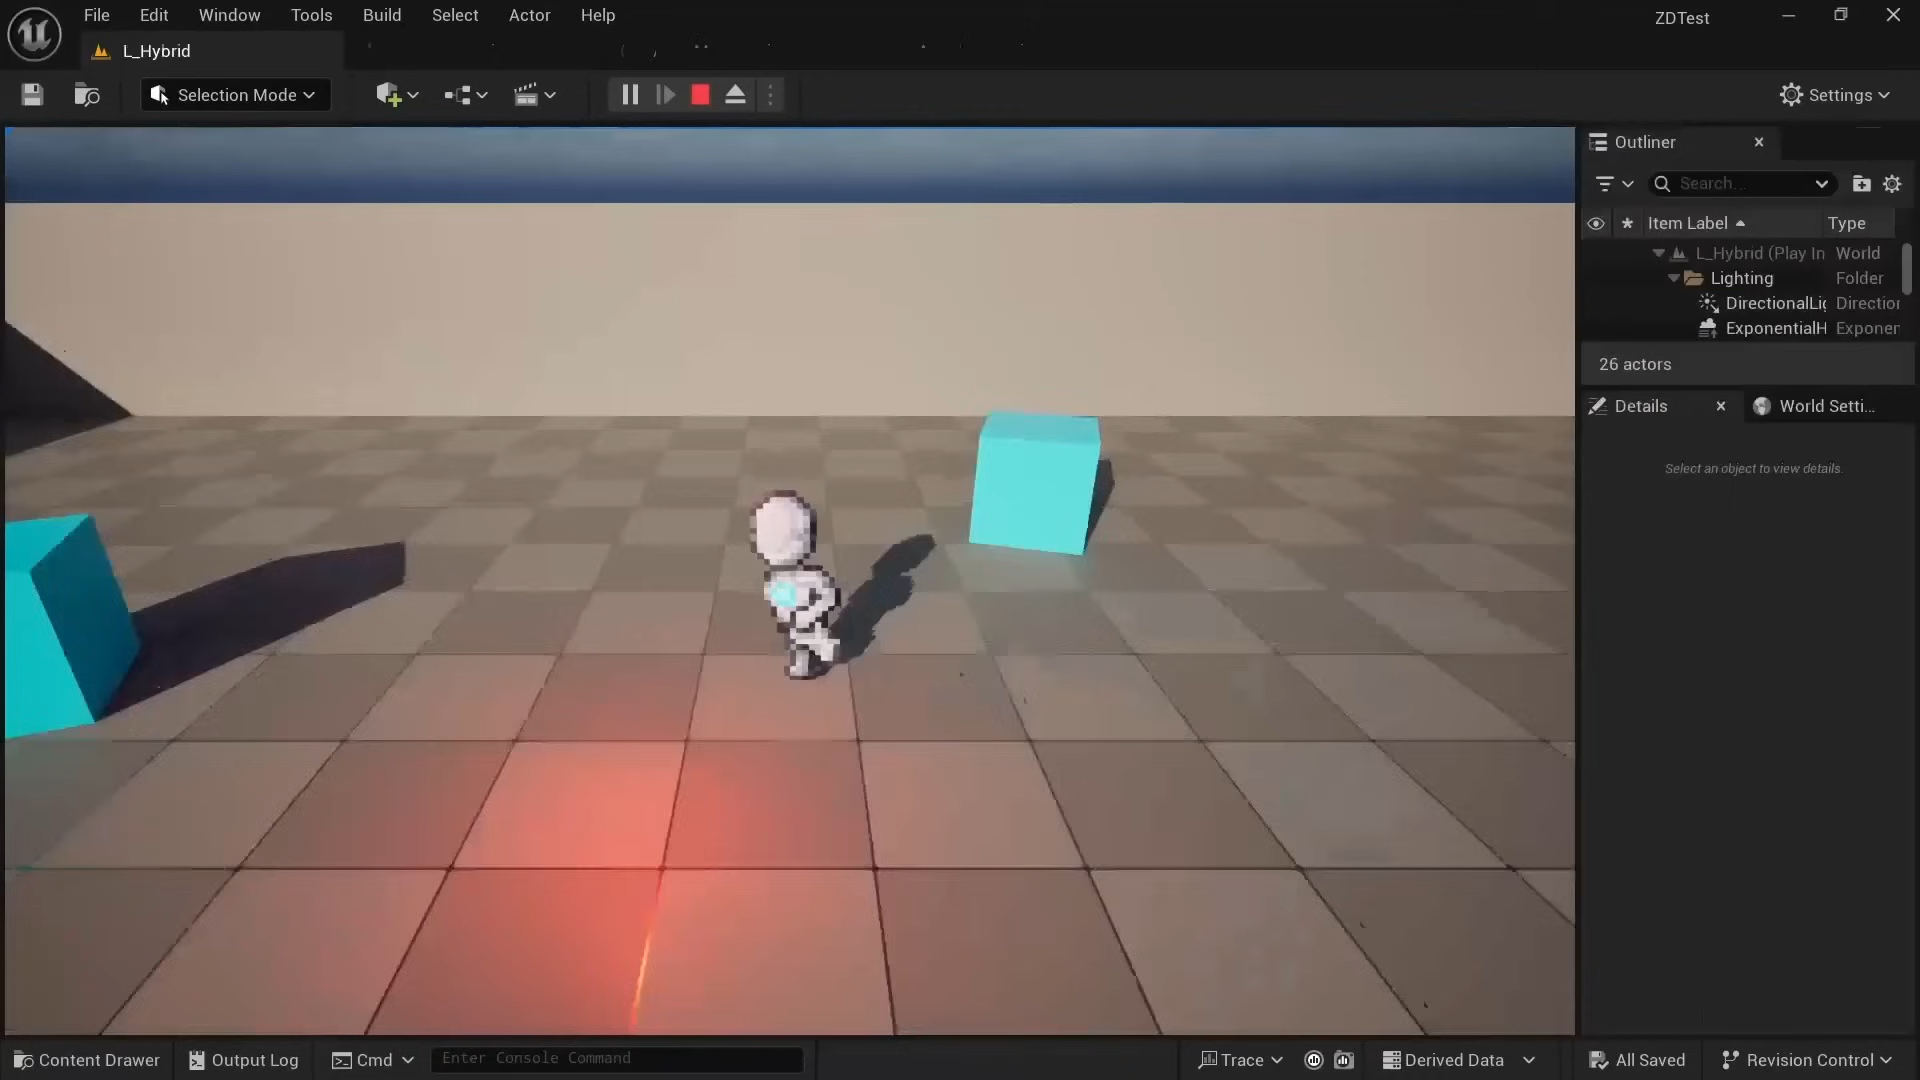 File Edit Window Tools Build Select Actor Help
ZDTest
L_Hybrid
Selection Mode
Settings
Outliner
Search...
Item Label Type
L_Hybrid (Play In World
Lighting Folder
DirectionalLig Direction
ExponentialH Exponen
26 actors
Details World Setti...
Select an object to view details.
Content Drawer Output Log Cmd Enter Console Command Trace Derived Data All Saved Revision Control